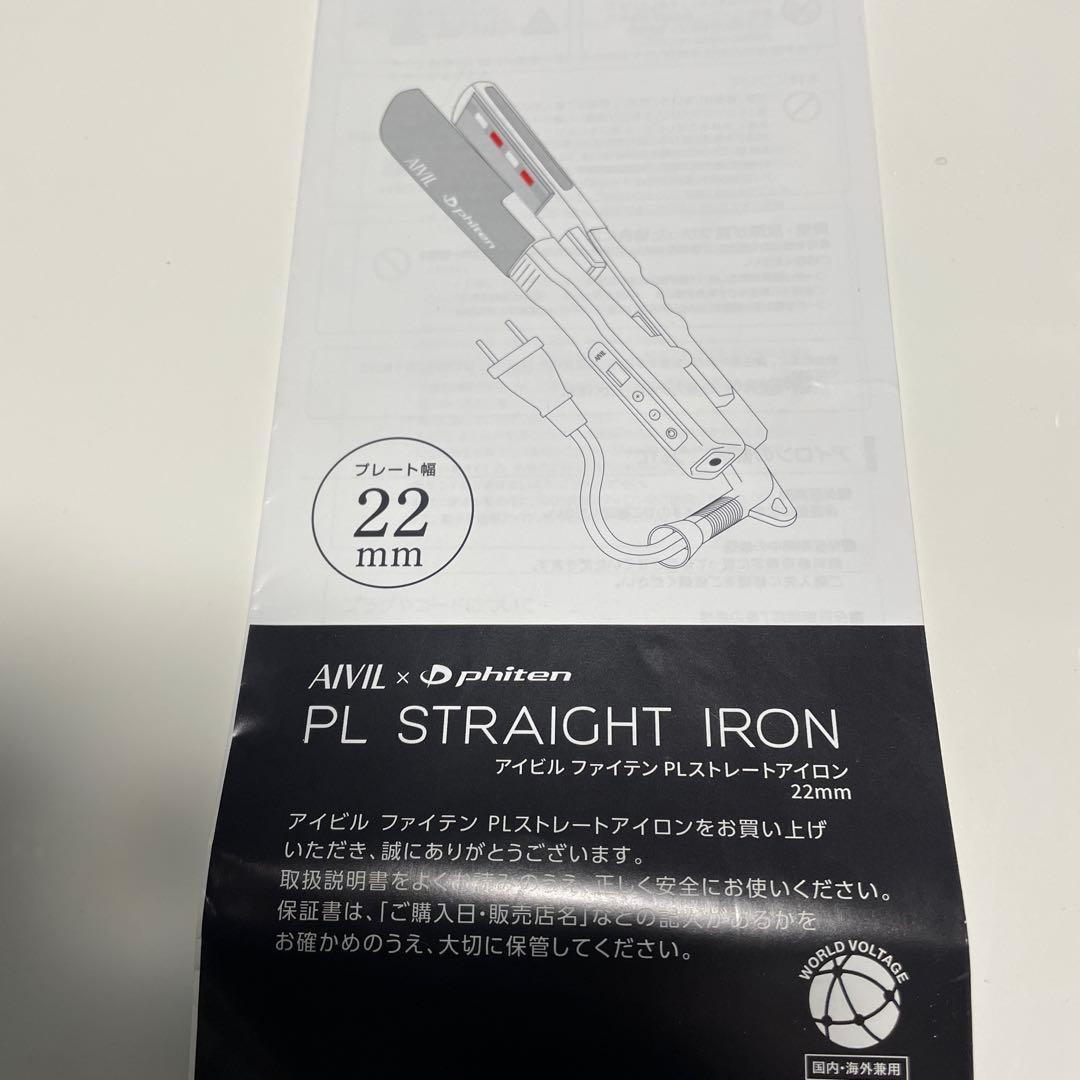 AIVIL phiten
AIVIL
プレート幅
22
mm
AIVIL × phiten
PL STRAIGHT IRON
アイビル ファイテン PLストレートアイロン
22mm
アイビル ファイテン PLストレートアイロンをお買い上げ
いただき、誠にありがとうございます。
取扱説明書をよくお読みのうえ、正しく安全にお使いください。
保証書は、「ご購入日・販売店名」などの記入があるかを
お確かめのうえ、大切に保管してください。
WORLD VOLTAGE
国内・海外兼用